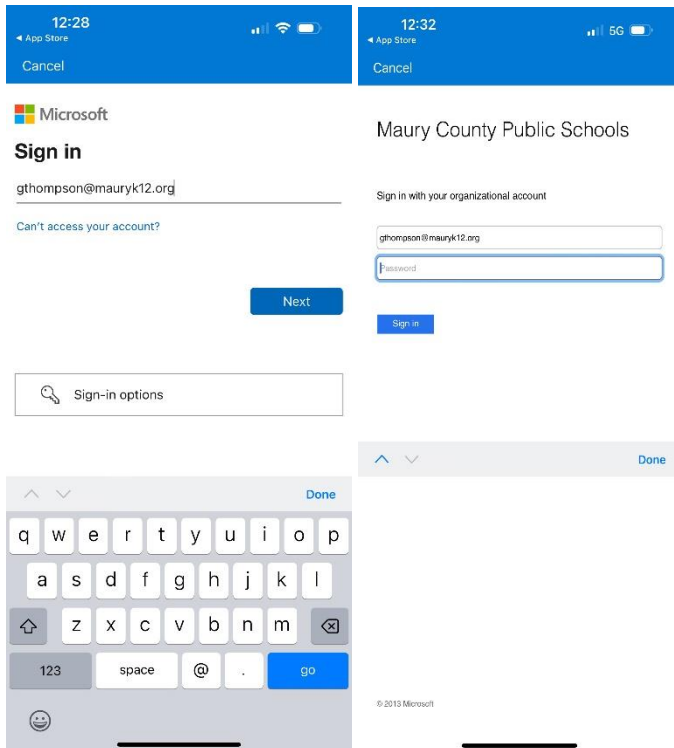 12:28
◄ App Store
Cancel
Microsoft
Sign in
gthompson@mauryk12.org
Can't access your account?
Next
Sign-in options
Done
q w e r t y u i o p
a s d f g h j k l
z x c v b n m
123 space @ . go
12:32
◄ App Store
5G
Cancel
Maury County Public Schools
Sign in with your organizational account
gthompson@mauryk12.org
Password
Sign in
Done
© 2013 Microsoft